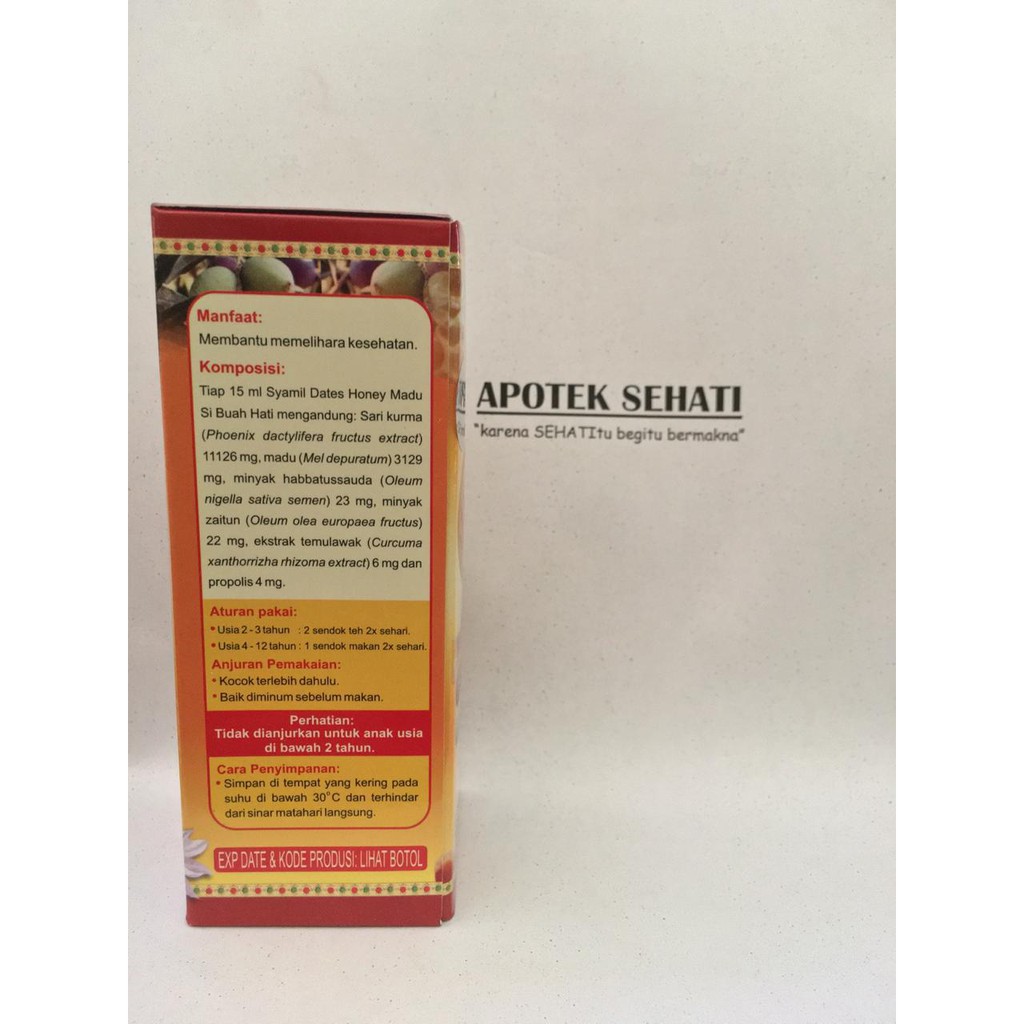 Manfaat:
Membantu memelihara kesehatan.
Komposisi:
Tiap 15 ml Syamil Dates Honey Madu
Si Buah Hati mengandung: Sari kurma
(Phoenix dactylifera fructus extract)
11126 mg, madu (Mel depuratum) 3129
mg, minyak habbatussauda (Oleum
nigella sativa semen) 23 mg, minyak
zaitun (Oleum olea europaea fructus)
22 mg, ekstrak temulawak (Curcuma
xanthorrizha rhizoma extract) 6 mg dan
propolis 4 mg.
Aturan pakai:
• Usia 2 - 3 tahun : 2 sendok teh 2x sehari.
• Usia 4 - 12 tahun : 1 sendok makan 2x sehari.
Anjuran Pemakaian:
• Kocok terlebih dahulu.
• Baik diminum sebelum makan.
Perhatian:
Tidak dianjurkan untuk anak usia
di bawah 2 tahun.
Cara Penyimpanan:
• Simpan di tempat yang kering pada
suhu di bawah 30°C dan terhindar
dari sinar matahari langsung.
EXP DATE & KODE PRODUSI: LIHAT BOTOL
APOTEK SEHATI
"karena SEHATItu begitu bermakna"